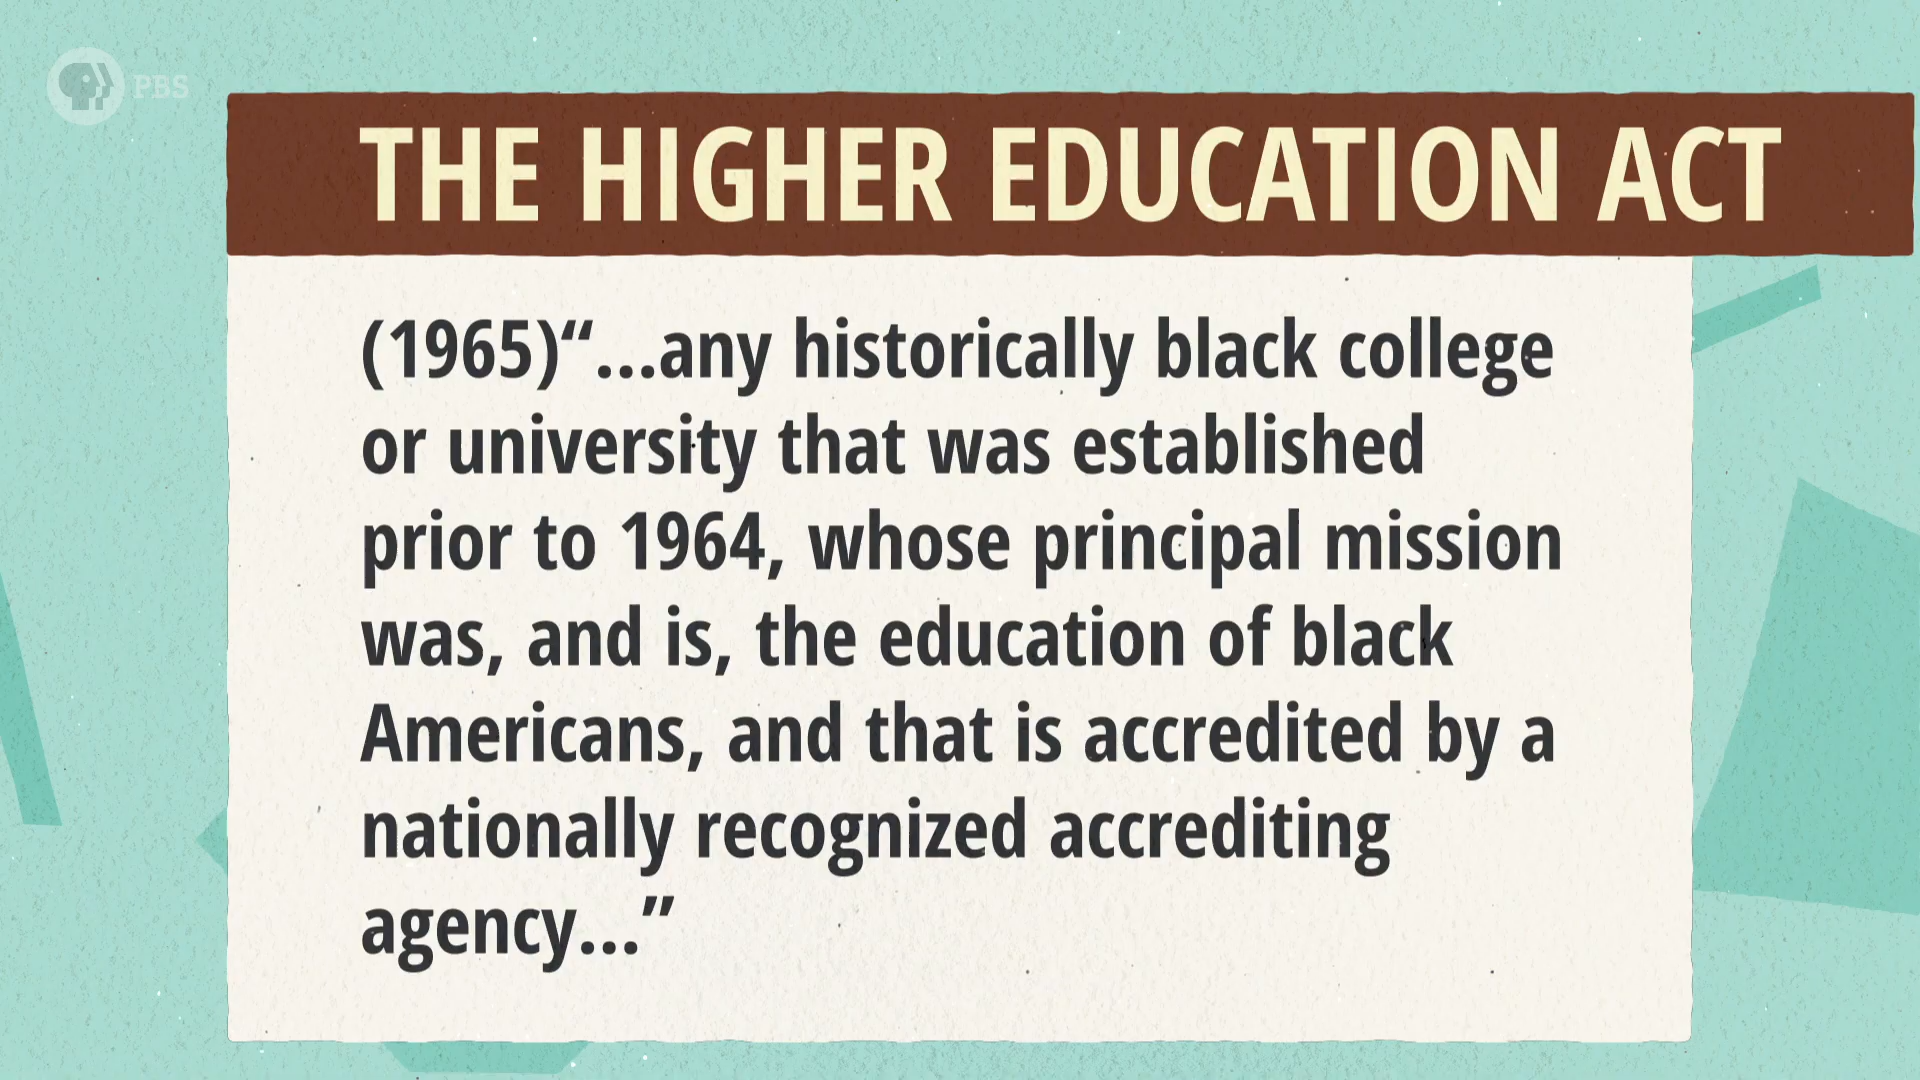 PBS
THE HIGHER EDUCATION ACT
(1965)“...any historically black college
or university that was established
prior to 1964, whose principal mission
was, and is, the education of black
Americans, and that is accredited by a
nationally recognized accrediting
agency...”